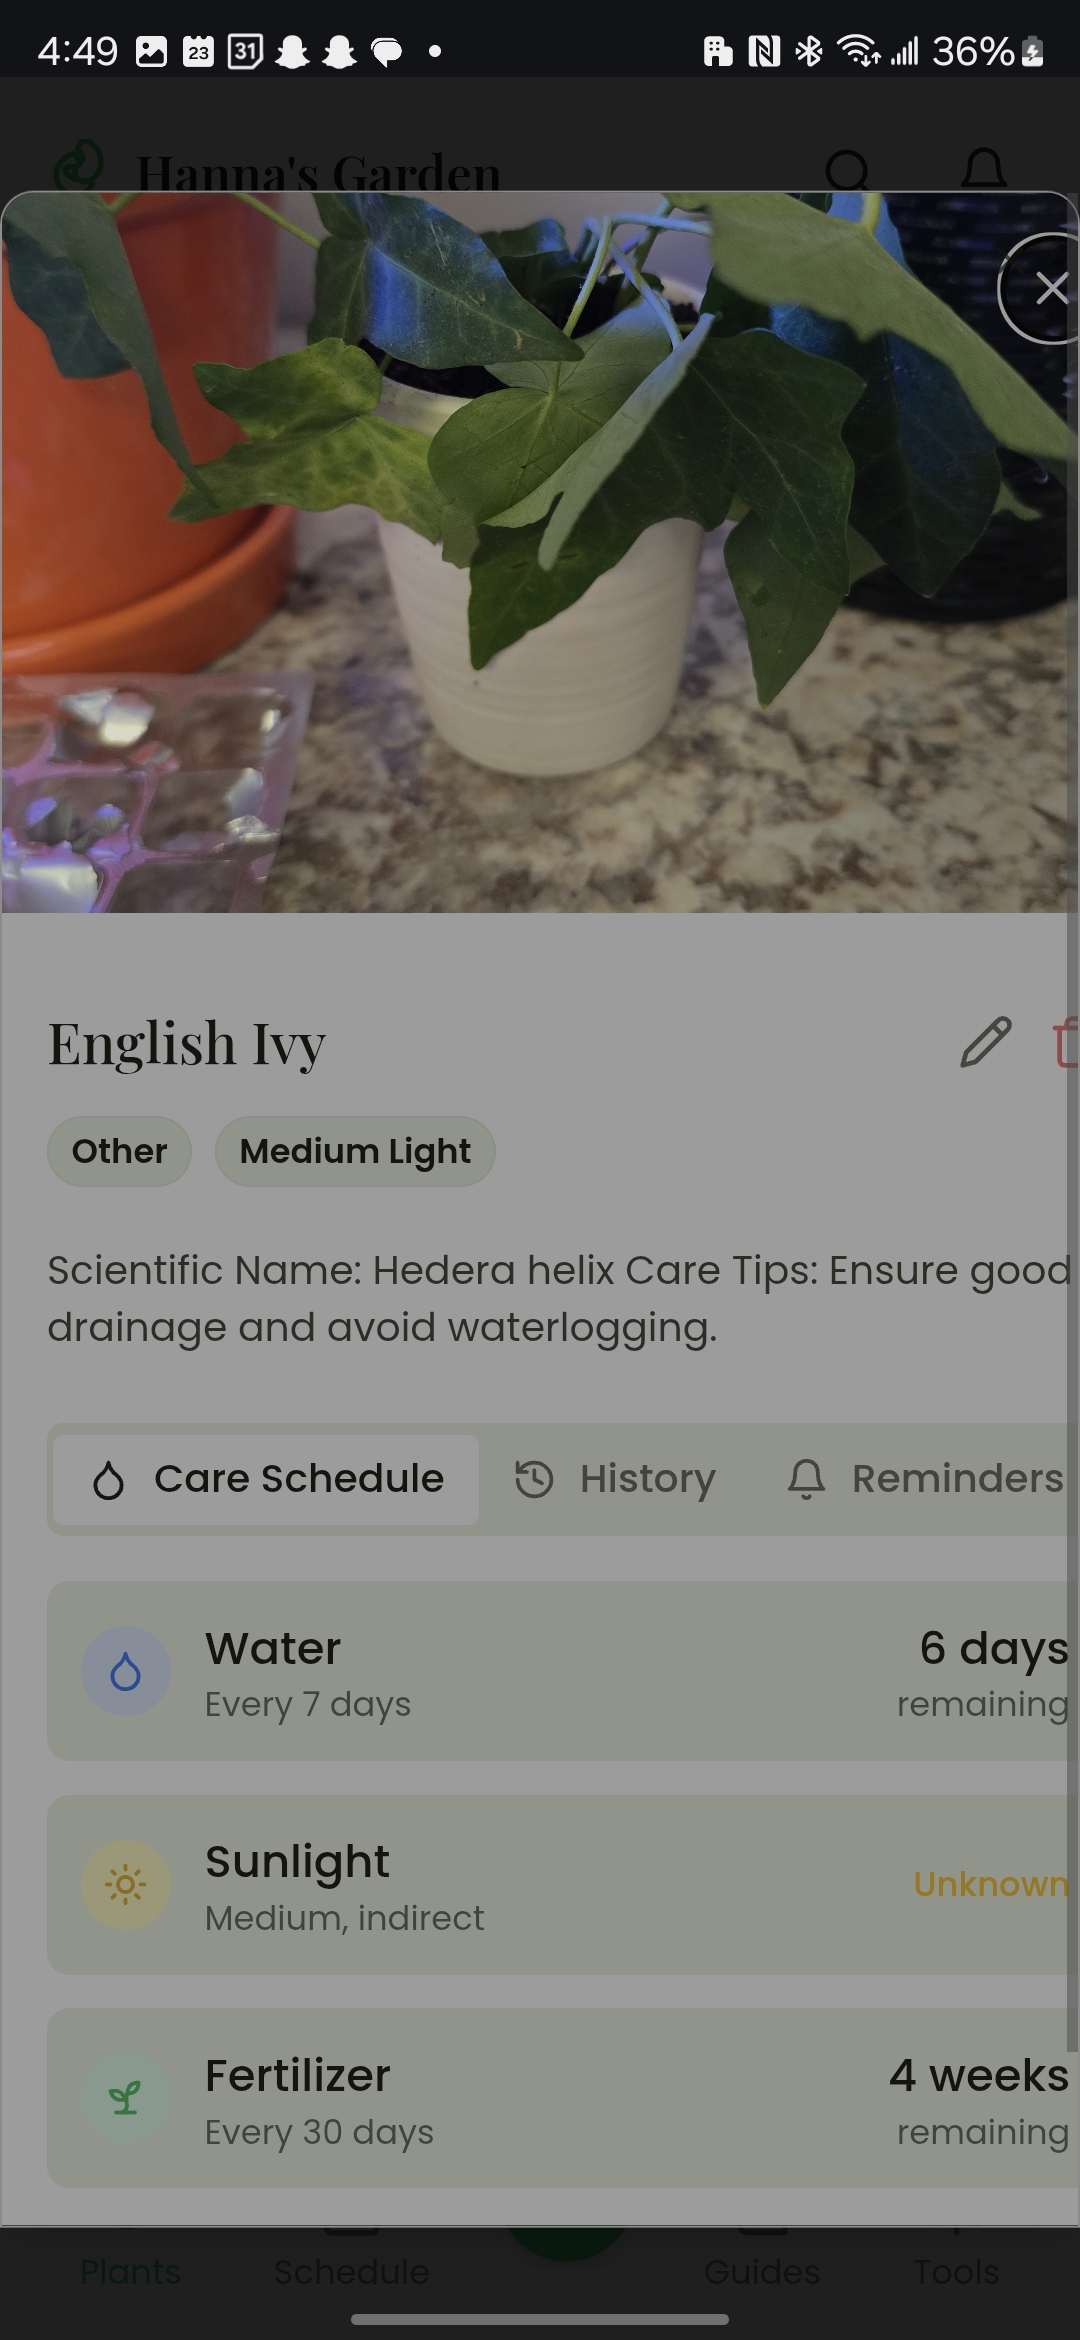 4:49 23 31 36%
Hanna's Garden
English Ivy
Other Medium Light
Scientific Name: Hedera helix Care Tips: Ensure good
drainage and avoid waterlogging.
Care Schedule History Reminders
Water 6 days
Every 7 days remaining
Sunlight
Unknown
Medium, indirect
Fertilizer 4 weeks
Every 30 days remaining
Plants Schedule Guides Tools